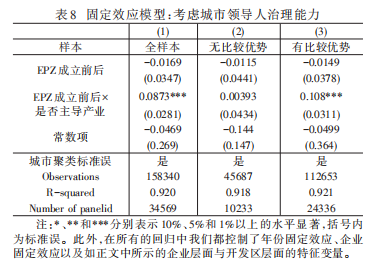 表8 固定效应模型:考虑城市领导人治理能力
(1) (2) (3)
样本 全样本 无比较优势 有比较优势
EPZ成立前后 -0.0169 -0.0115 -0.0149
(0.0347) (0.0441) (0.0378)
EPZ成立前后× 0.0873*** 0.00393 0.108***
是否主导产业 (0.0281) (0.0434) (0.0311)
常数项 -0.0469 -0.144 -0.0499
(0.269) (0.147) (0.364)
城市聚类标准误 是 是 是
Observations 158340 45687 112653
R-squared 0.920 0.918 0.921
Number of panelid 34569 10233 24336
注:*、**和***分别表示10%、5%和1%以上的水平显著,括号内
为标准误。此外,在所有的回归中我们都控制了年份固定效应、企业
固定效应以及如正文中所示的企业层面与开发区层面的特征变量。